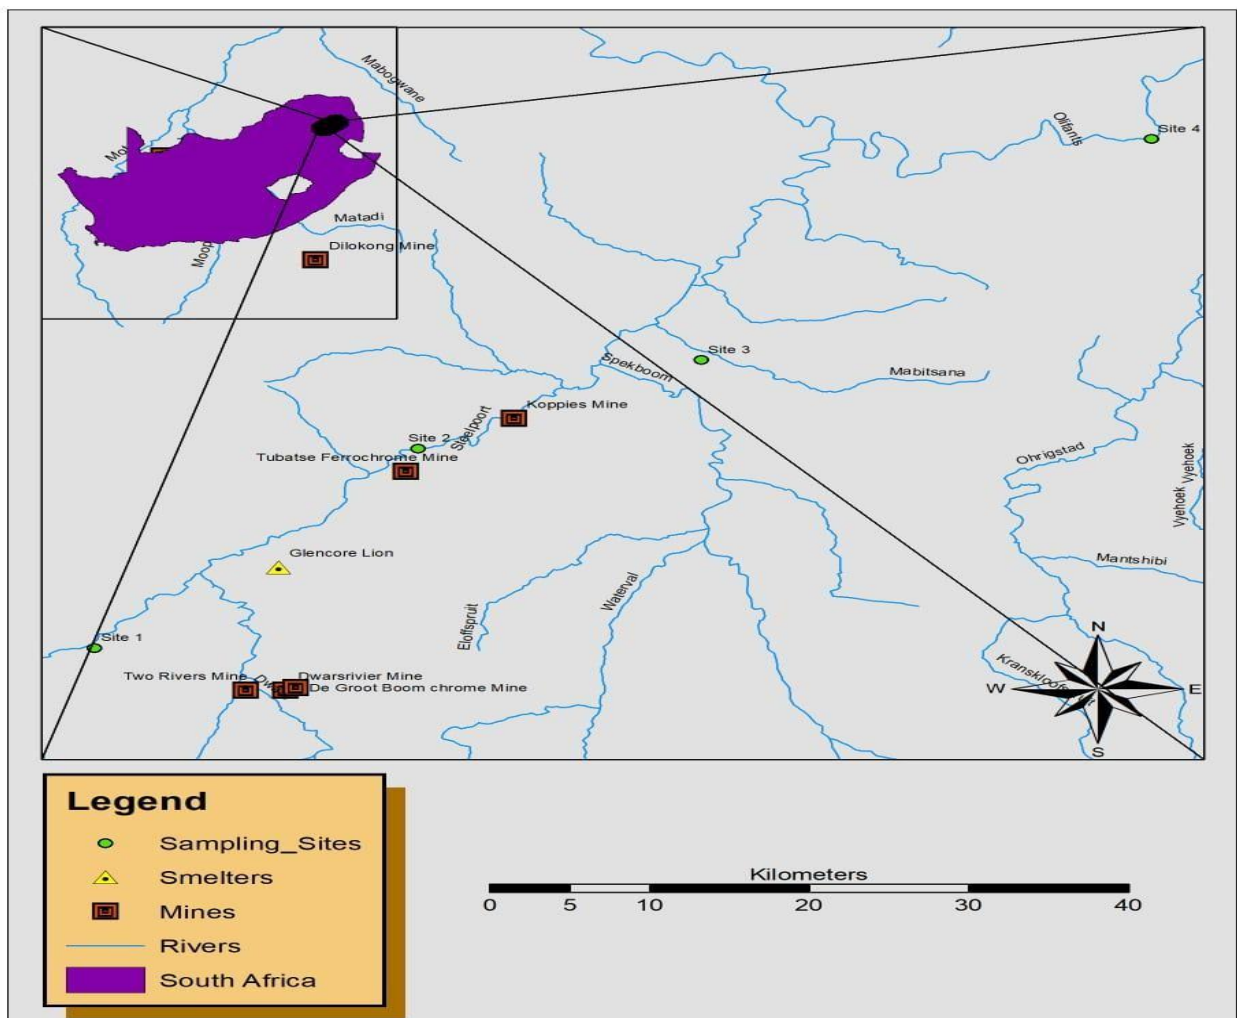 Mabogwane
Olifants
Site 4
Matadi
Dilokong Mine
Site 3
Spekboom
Mabitsana
Koppies Mine
Steelpoort
Site 2
Tubatse Ferrochrome Mine
Ohrigstad
Vyehoek
Vyehoek
Glencore Lion
Mantshibi
Waterval
Eloffspruit
Site 1
N
Two Rivers Mine
Dwarsrivier Mine
De Groot Boom chrome Mine
W
E
S
Legend
Sampling_Sites
Smelters
Mines
Rivers
South Africa
Kilometers
0 5 10 20 30 40